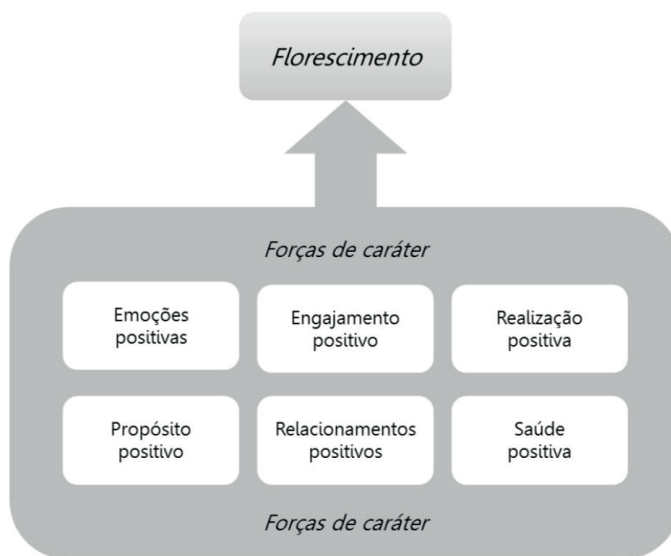 Florescimento
Forças de caráter
Emoções
positivas
Engajamento
positivo
Realização
positiva
Propósito
positivo
Relacionamentos
positivos
Saúde
positiva
Forças de caráter